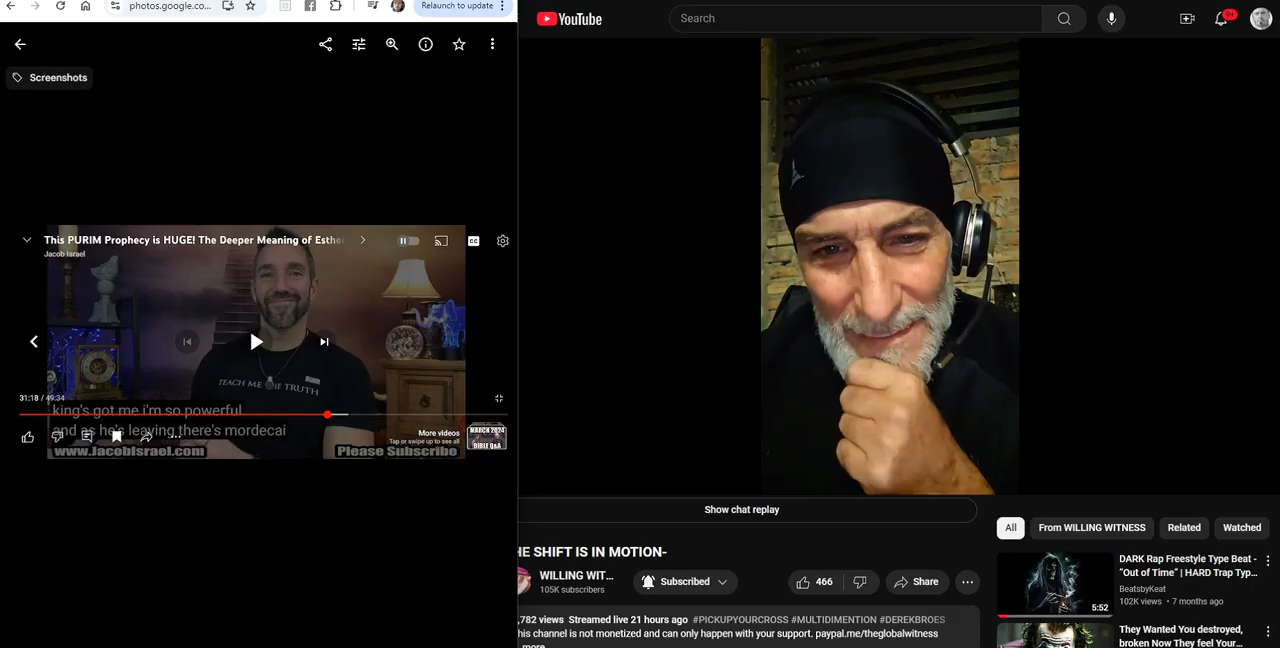 photos.google.co...
Relaunch to update
Screenshots
This PURIM Prophecy is HUGE! The Deeper Meaning of Esthe
Jacob Israel
CC
TEACH ME THE TRUTH
31:18 / 49:34
king's got me i'm so powerful
and as he's leaving there's mordecai
More videos
Tap or swipe up to see all
MARCH 2024
BIBLE Q&A
www.JacobIsrael.com
Please Subscribe
YouTube
Search
9+
Show chat replay
HE SHIFT IS IN MOTION-
WILLING WIT...
105K subscribers
Subscribed
466
Share
,782 views Streamed live 21 hours ago #PICKUPYOURCROSS #MULTIDIMENTION #DEREKBROES
his channel is not monetized and can only happen with your support. paypal.me/theglobalwitness
more
All
From WILLING WITNESS
Related
Watched
5:52
DARK Rap Freestyle Type Beat -
"Out of Time" | HARD Trap Typ...
BeatsbyKeat
102K views • 7 months ago
They Wanted You destroyed,
broken Now They feel Your...